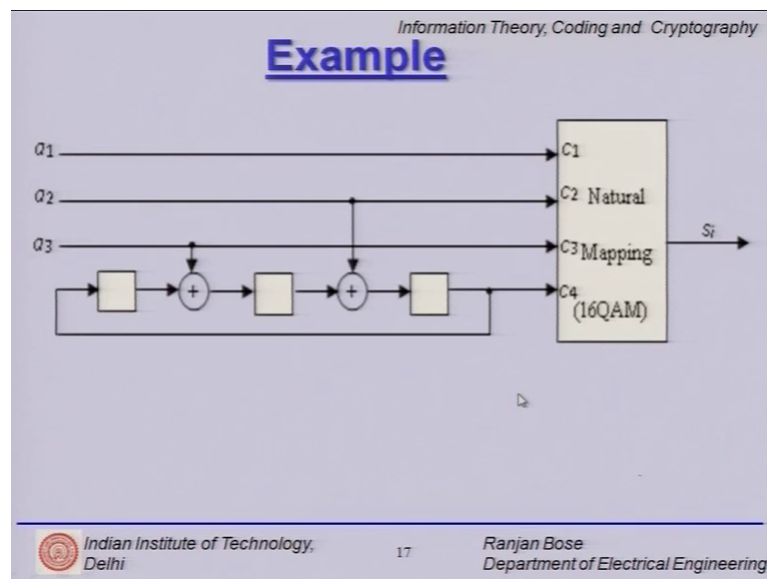 Information Theory, Coding and Cryptography
Example
a1
a2
a3
+
+
C1
C2 Natural
C3 Mapping
C4
(16QAM)
Si
Indian Institute of Technology,
Delhi
17
Ranjan Bose
Department of Electrical Engineering